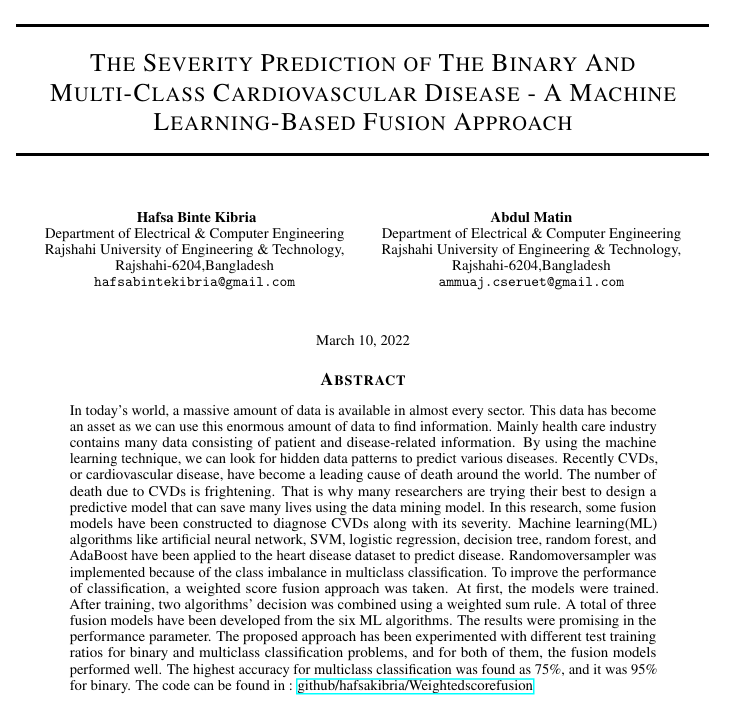 THE SEVERITY PREDICTION OF THE BINARY AND
MULTI-CLASS CARDIOVASCULAR DISEASE - A MACHINE
LEARNING-BASED FUSION APPROACH
Hafsa Binte Kibria
Department of Electrical & Computer Engineering
Rajshahi University of Engineering & Technology,
Rajshahi-6204,Bangladesh
hafsabintekibria@gmail.com
Abdul Matin
Department of Electrical & Computer Engineering
Rajshahi University of Engineering & Technology,
Rajshahi-6204,Bangladesh
ammuaj.cseruet@gmail.com
March 10, 2022
ABSTRACT
In today's world, a massive amount of data is available in almost every sector. This data has become
an asset as we can use this enormous amount of data to find information. Mainly health care industry
contains many data consisting of patient and disease-related information. By using the machine
learning technique, we can look for hidden data patterns to predict various diseases. Recently CVDs,
or cardiovascular disease, have become a leading cause of death around the world. The number of
death due to CVDs is frightening. That is why many researchers are trying their best to design a
predictive model that can save many lives using the data mining model. In this research, some fusion
models have been constructed to diagnose CVDs along with its severity. Machine learning(ML)
algorithms like artificial neural network, SVM, logistic regression, decision tree, random forest, and
AdaBoost have been applied to the heart disease dataset to predict disease. Randomoversampler was
implemented because of the class imbalance in multiclass classification. To improve the performance
of classification, a weighted score fusion approach was taken. At first, the models were trained.
After training, two algorithms' decision was combined using a weighted sum rule. A total of three
fusion models have been developed from the six ML algorithms. The results were promising in the
performance parameter. The proposed approach has been experimented with different test training
ratios for binary and multiclass classification problems, and for both of them, the fusion models
performed well. The highest accuracy for multiclass classification was found as 75%, and it was 95%
for binary. The code can be found in : github/hafsakibria/Weightedscorefusion